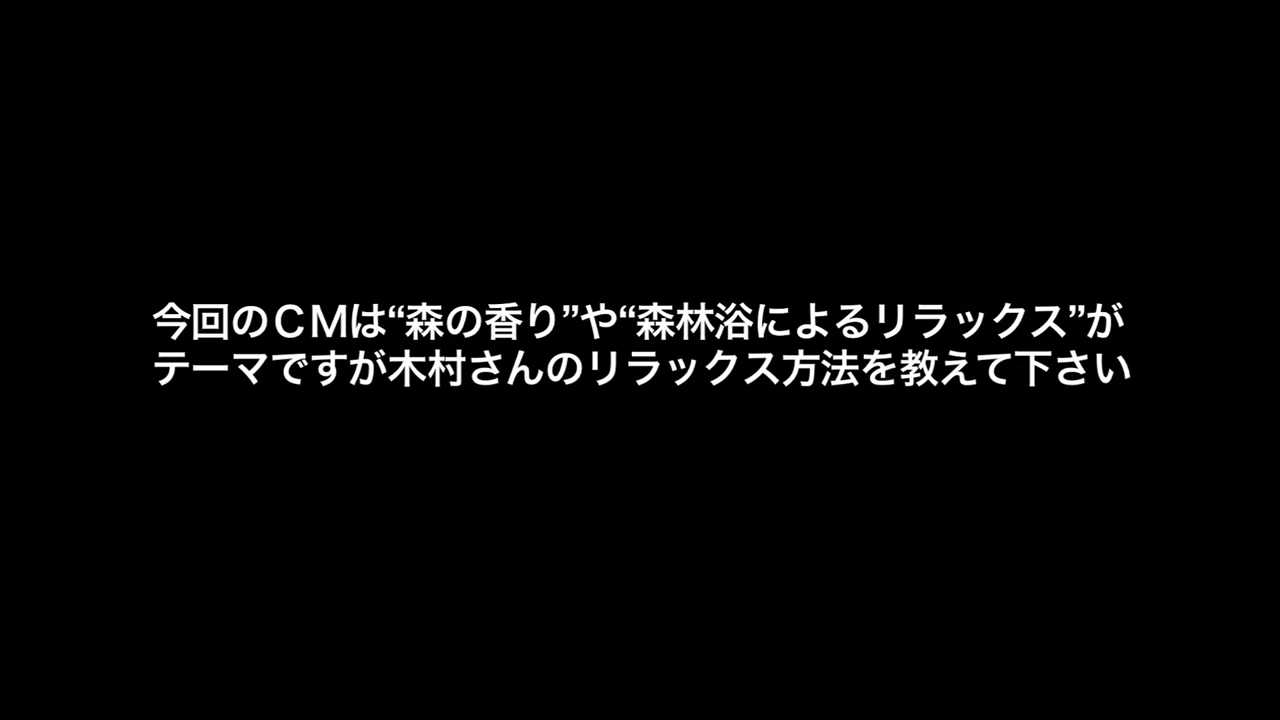 今回のＣＭは“森の香り”や“森林浴によるリラックス”が
テーマですが木村さんのリラックス方法を教えて下さい